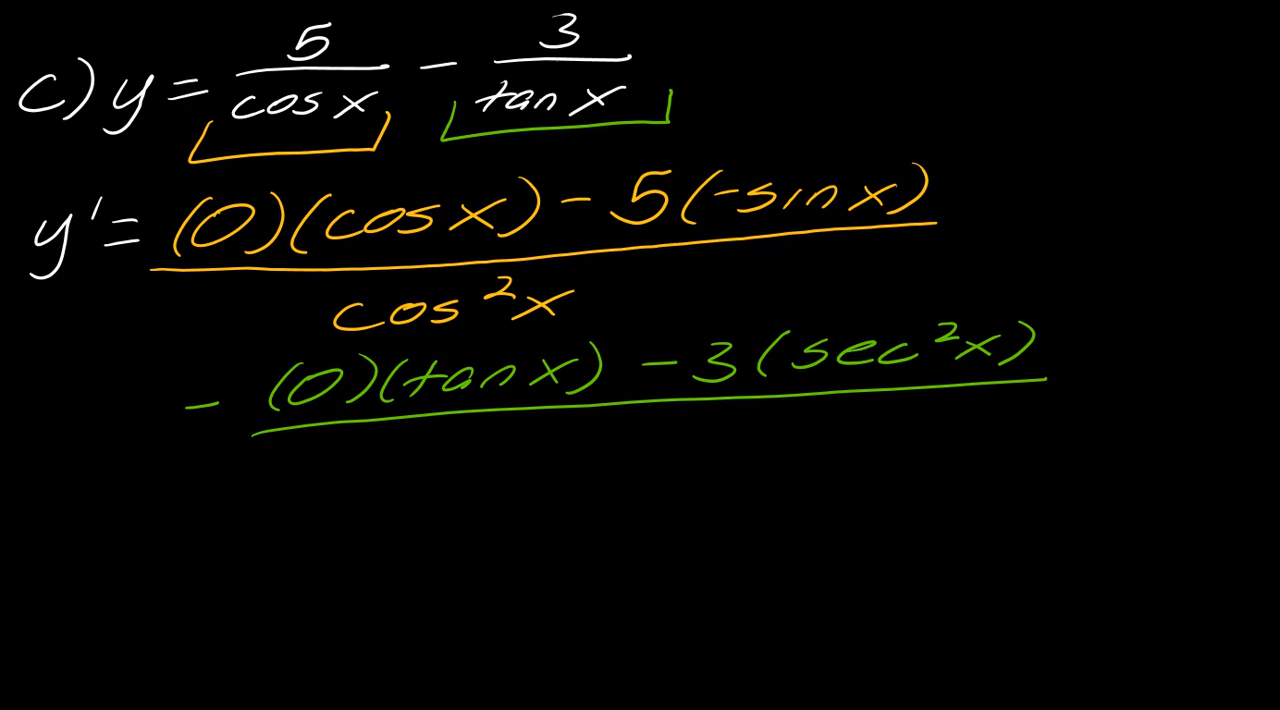 c) y = 5/cos x - 3/tan x
y' = (0)(cos x) - 5(-sin x)
cos²x
- (0)(tan x) - 3(sec²x)